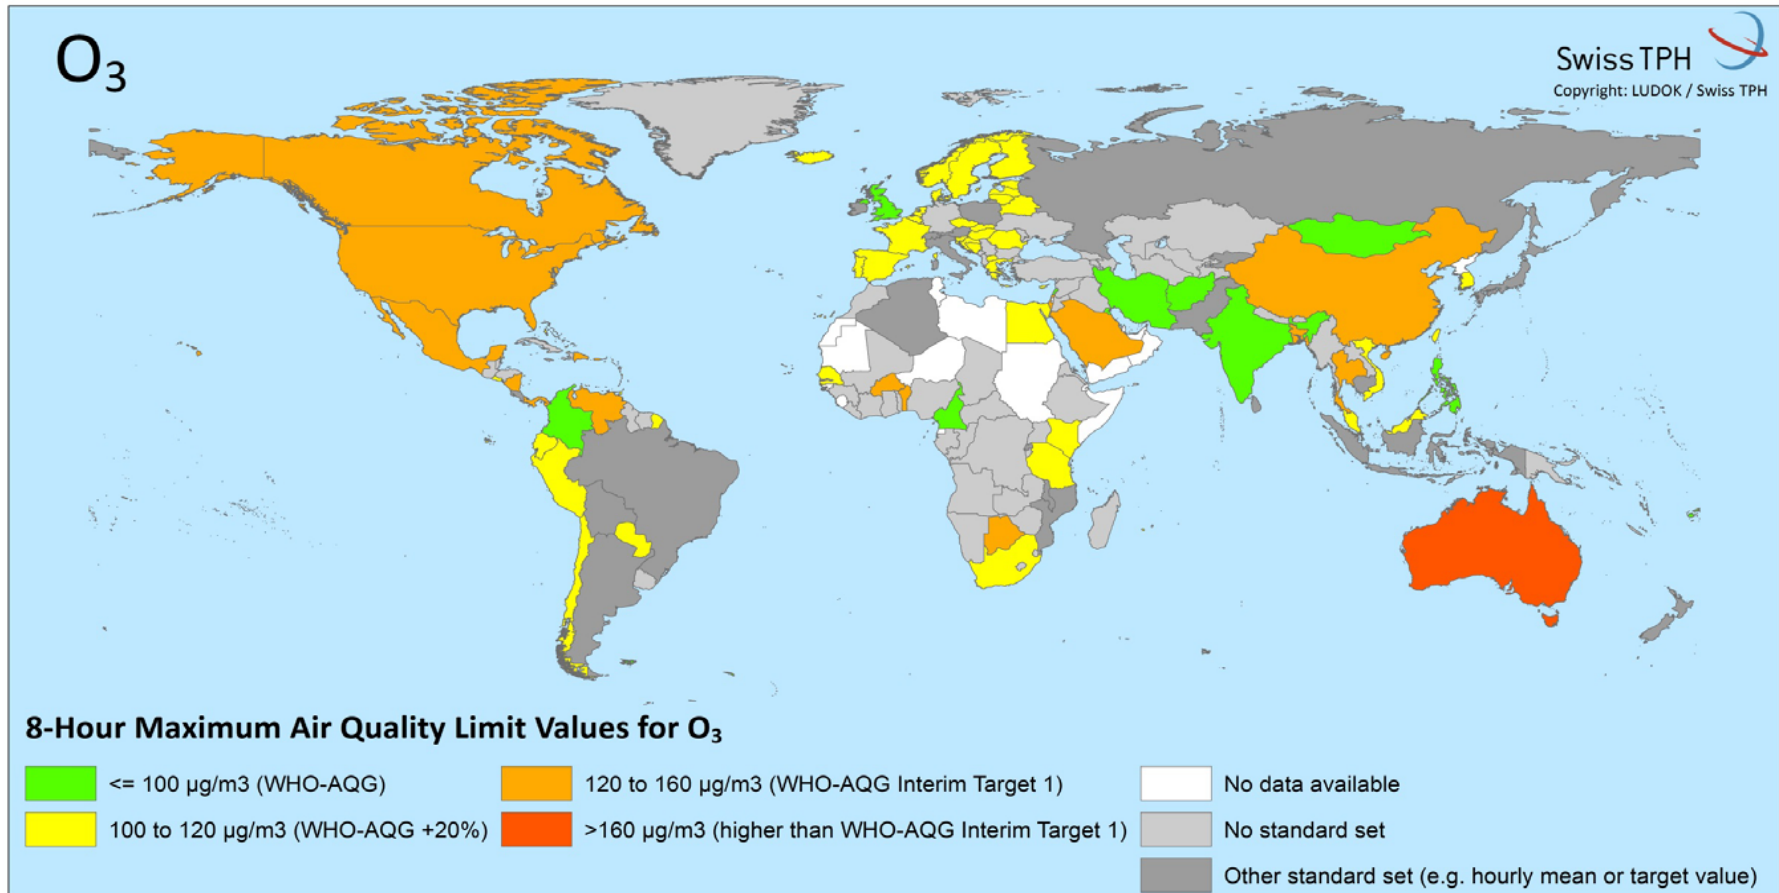 O₃
Swiss TPH
Copyright: LUDOK / Swiss TPH
8-Hour Maximum Air Quality Limit Values for O₃
<= 100 µg/m3 (WHO-AQG)
100 to 120 µg/m3 (WHO-AQG +20%)
120 to 160 µg/m3 (WHO-AQG Interim Target 1)
>160 µg/m3 (higher than WHO-AQG Interim Target 1)
No data available
No standard set
Other standard set (e.g. hourly mean or target value)